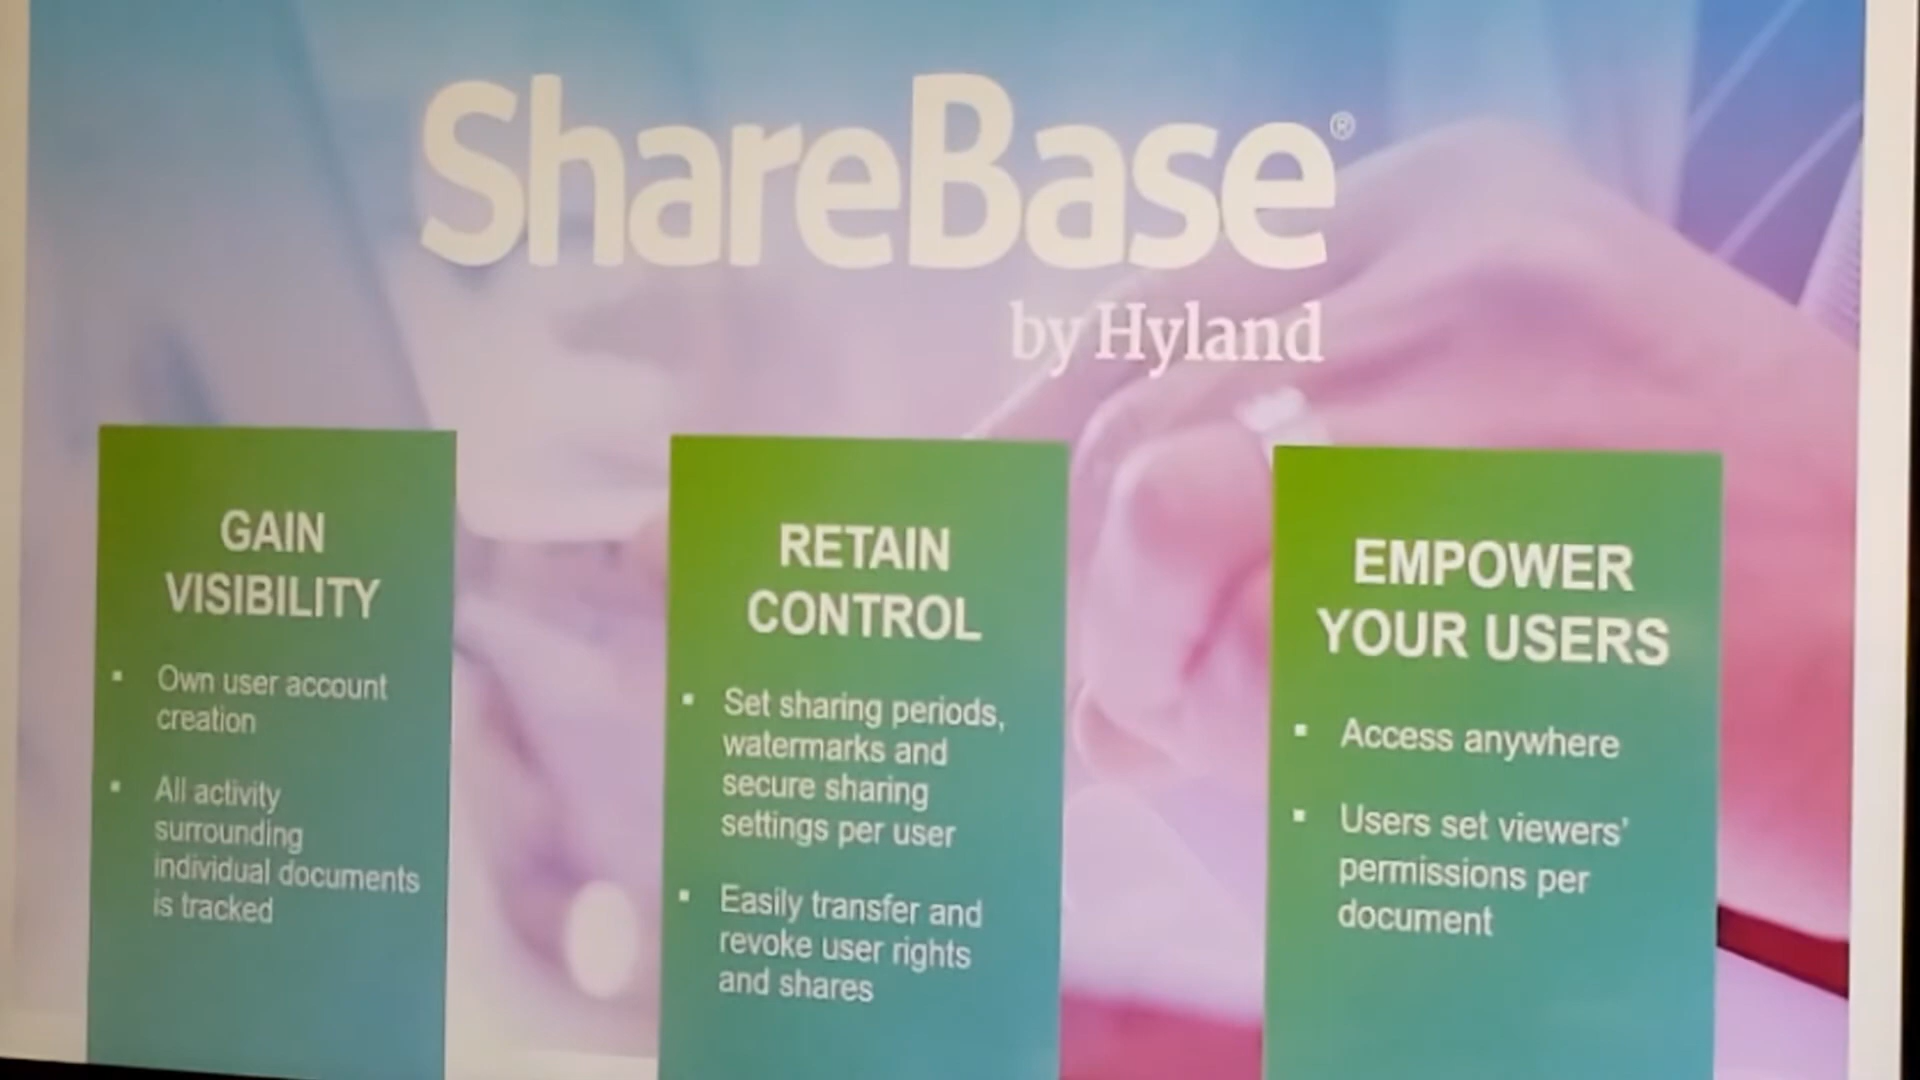 ShareBase®
by Hyland
GAIN
VISIBILITY
▪ Own user account
creation
▪ All activity
surrounding
individual documents
is tracked
RETAIN
CONTROL
▪ Set sharing periods,
watermarks and
secure sharing
settings per user
▪ Easily transfer and
revoke user rights
and shares
EMPOWER
YOUR USERS
▪ Access anywhere
▪ Users set viewers’
permissions per
document